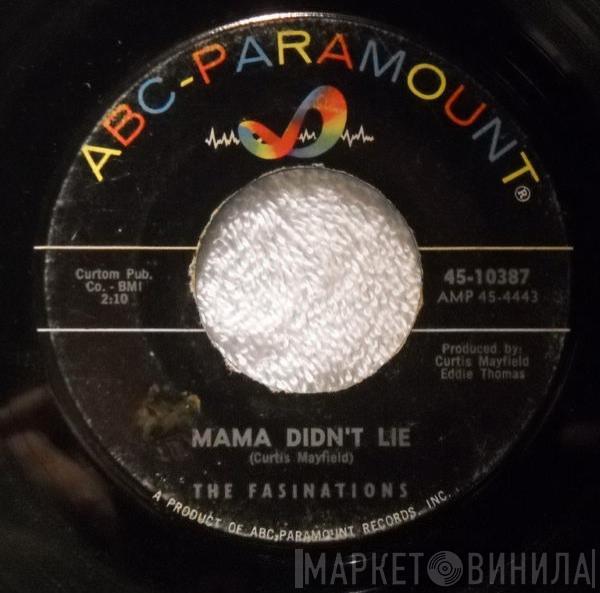 ABC-PARAMOUNT®
Curtom Pub.
Co. - BMI
2:10
45-10387
AMP 45-4443
Produced by:
Curtis Mayfield
Eddie Thomas
MAMA DIDN'T LIE
(Curtis Mayfield)
THE FASINATIONS
A PRODUCT OF ABC-PARAMOUNT RECORDS, INC.
МАРКЕТ ВИНИЛА